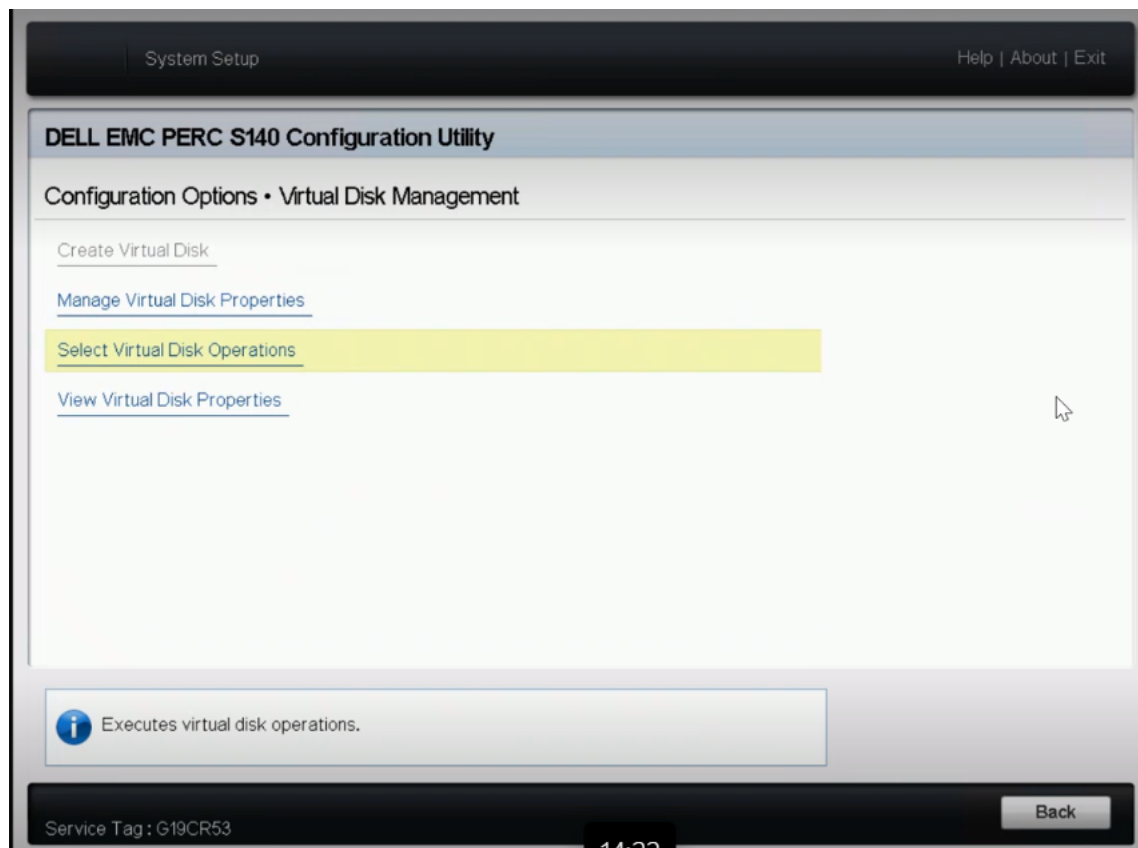 System Setup
Help | About | Exit
DELL EMC PERC S140 Configuration Utility
Configuration Options • Virtual Disk Management
Create Virtual Disk
Manage Virtual Disk Properties
Select Virtual Disk Operations
View Virtual Disk Properties
Executes virtual disk operations.
Back
Service Tag : G19CR53